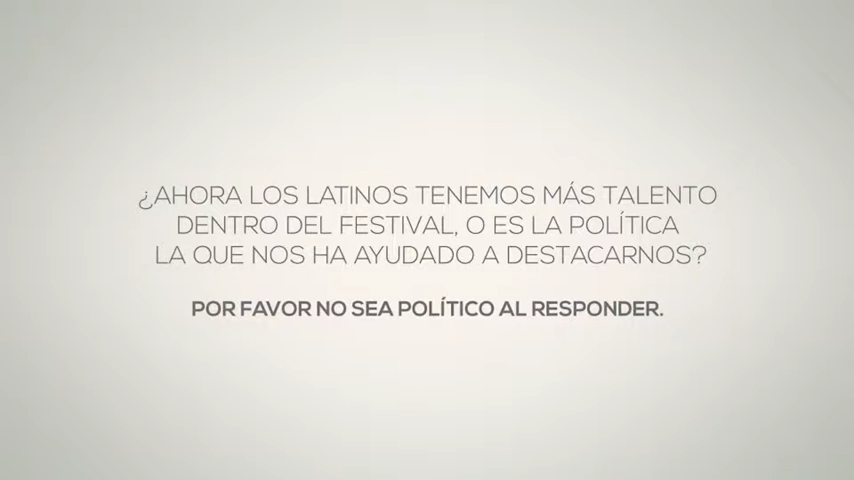 ¿AHORA LOS LATINOS TENEMOS MÁS TALENTO
DENTRO DEL FESTIVAL, O ES LA POLÍTICA
LA QUE NOS HA AYUDADO A DESTACARNOS?
POR FAVOR NO SEA POLÍTICO AL RESPONDER.